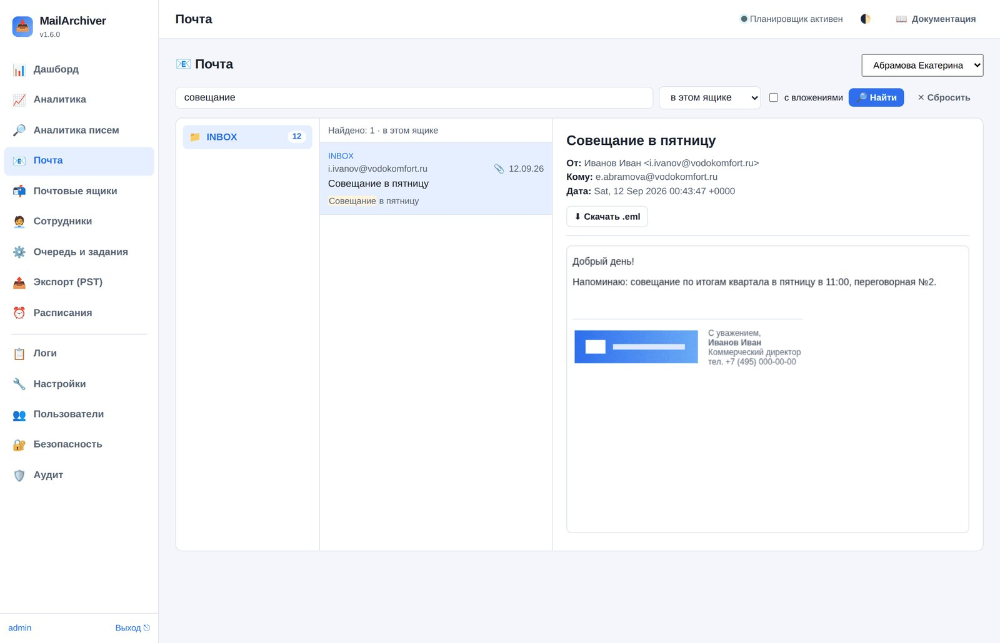 MailArchiver
v1.6.0
Дашборд
Аналитика
Аналитика писем
Почта
Почтовые ящики
Сотрудники
Очередь и задания
Экспорт (PST)
Расписания
Логи
Настройки
Пользователи
Безопасность
Аудит
admin
Выход
Почта
Планировщик активен
Документация
Почта
Абрамова Екатерина
совещание
в этом ящике
с вложениями
Найти
✕ Сбросить
INBOX
12
Найдено: 1 · в этом ящике
INBOX
i.ivanov@vodokomfort.ru
12.09.26
Совещание в пятницу
Совещание в пятницу
Совещание в пятницу
От: Иванов Иван <i.ivanov@vodokomfort.ru>
Кому: e.abramova@vodokomfort.ru
Дата: Sat, 12 Sep 2026 00:43:47 +0000
⬇ Скачать .eml
Добрый день!
Напоминаю: совещание по итогам квартала в пятницу в 11:00, переговорная №2.
С уважением,
Иванов Иван
Коммерческий директор
тел. +7 (495) 000-00-00